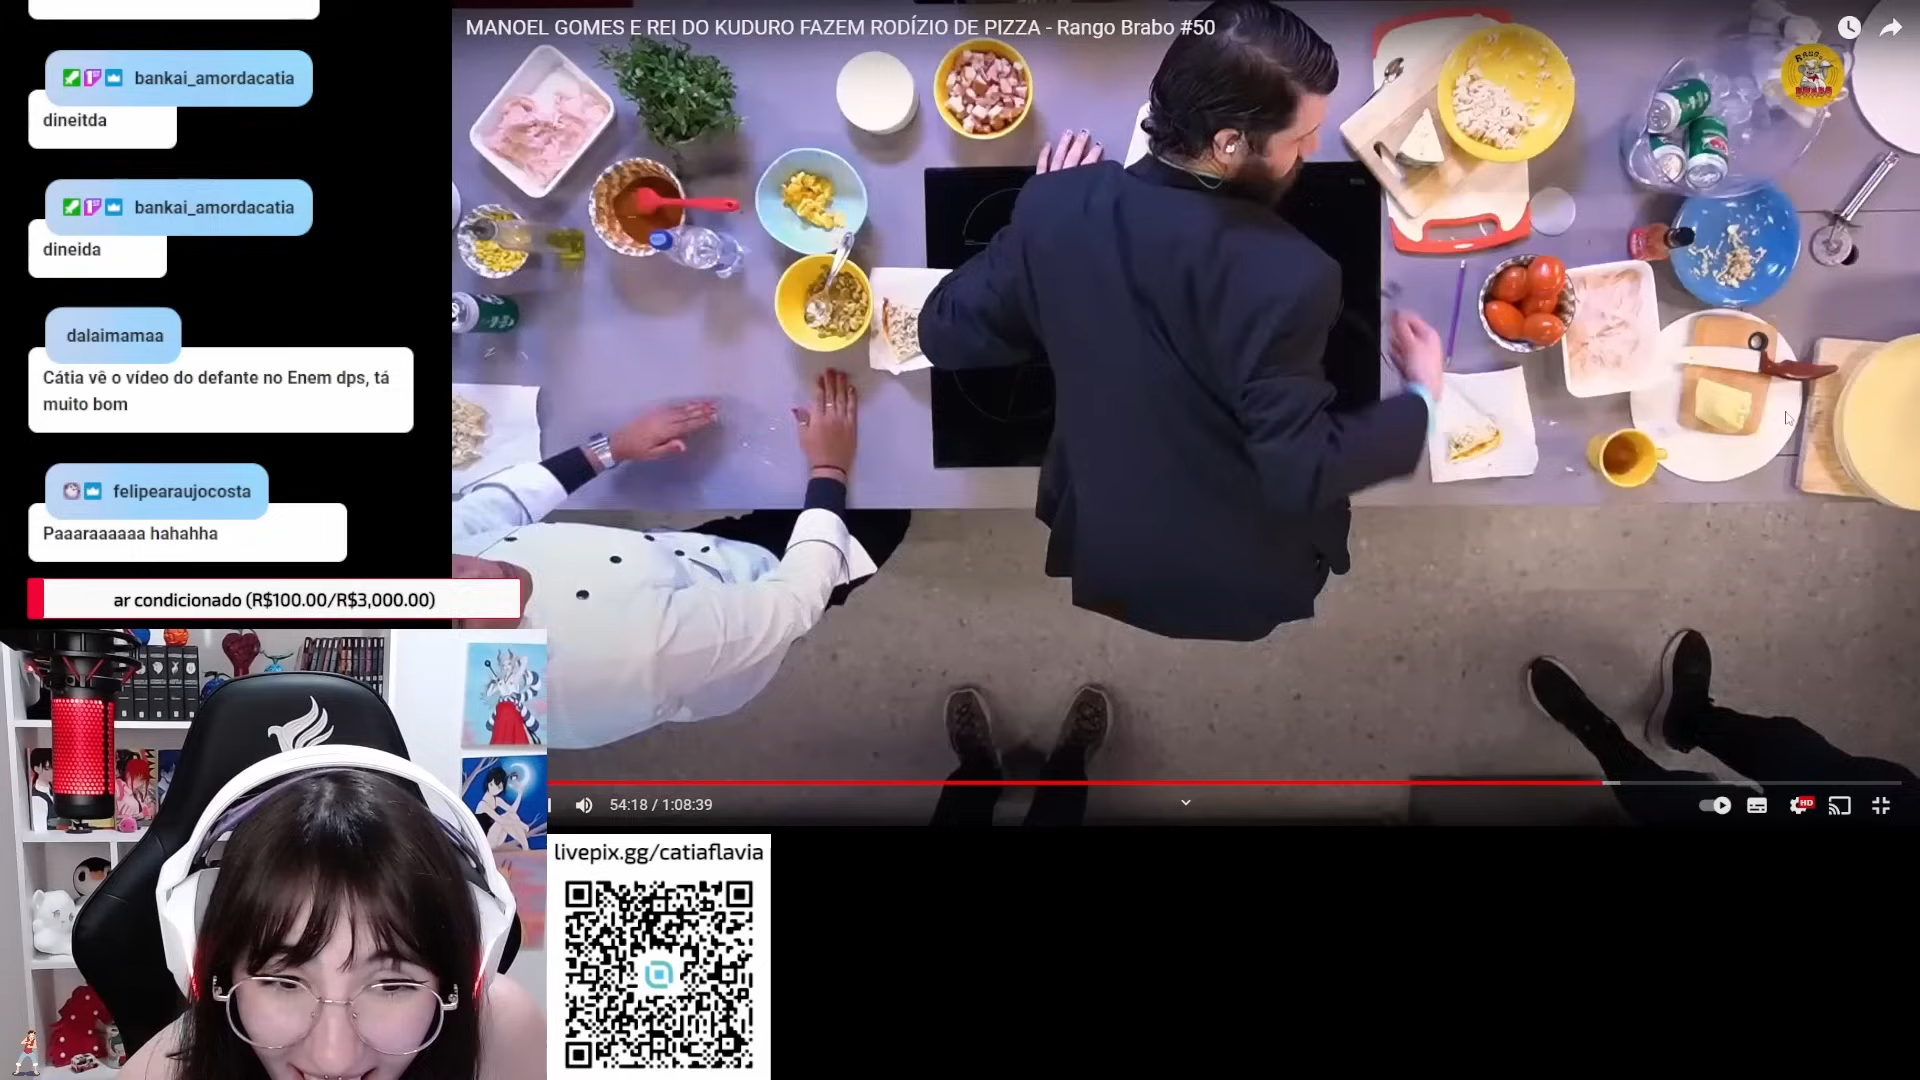 MANOEL GOMES E REI DO KUDURO FAZEM RODÍZIO DE PIZZA - Rango Brabo #50
bankai_amordacatia
dineitda
bankai_amordacatia
dineida
dalaimamaa
Cátia vê o vídeo do defante no Enem dps, tá
muito bom
felipearaujocosta
Paaaraaaaaa hahahha
ar condicionado (R$100.00/R$3,000.00)
54:18 / 1:08:39
HD
livepix.gg/catiaflavia